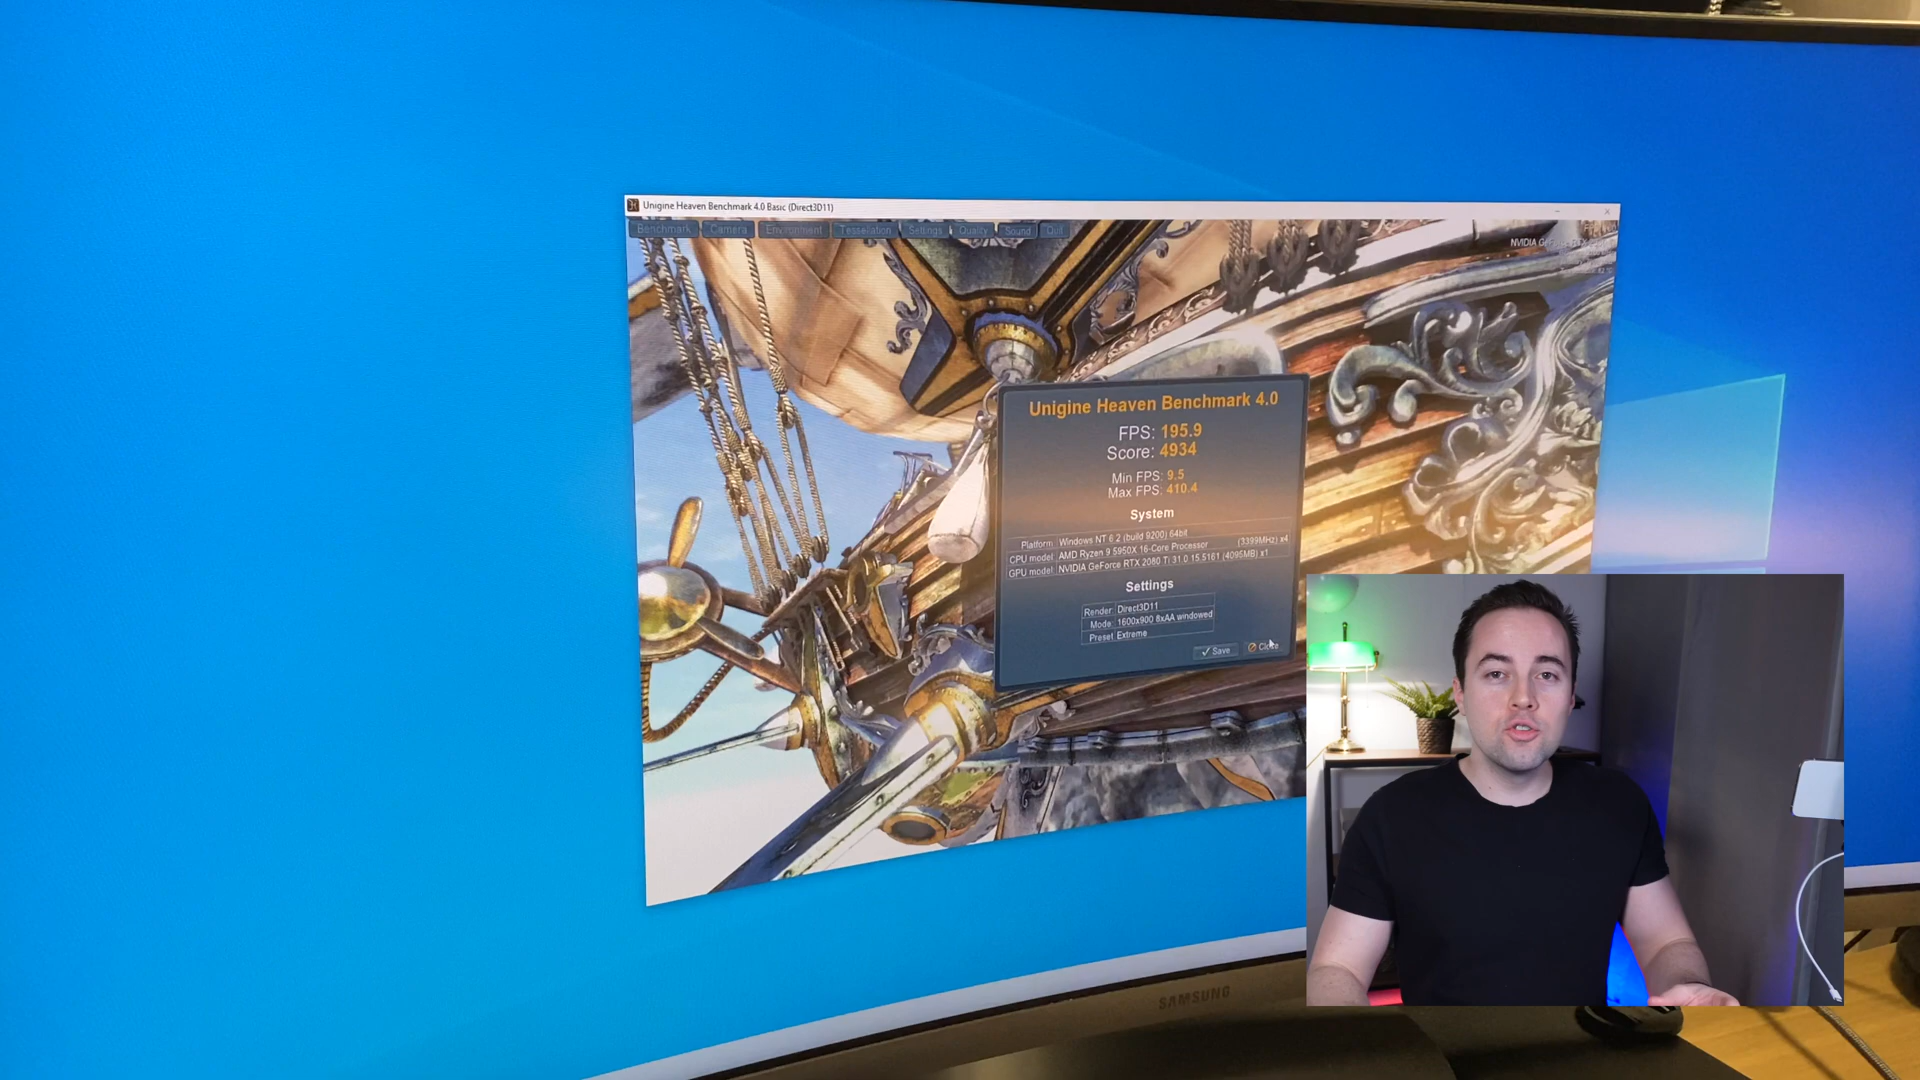 Unigine Heaven Benchmark 4.0 Basic (Direct3D11)
Benchmark Camera Environment Tessellation Settings Quality Sound Quit
NVIDIA
Unigine Heaven Benchmark 4.0
FPS: 195.9
Score: 4934
Min FPS: 9.5
Max FPS: 410.4
System
Platform: Windows NT 6.2 (build 9200) 64bit
CPU model: AMD Ryzen 9 5950X 16-Core Processor (3399MHz) x4
GPU model: NVIDIA GeForce RTX 2080 Ti 31.0.15.5161 (4095MB) x1
Settings
Render: Direct3D11
Mode: 1600x900 8xAA windowed
Preset Extreme
Save Close
SAMSUNG